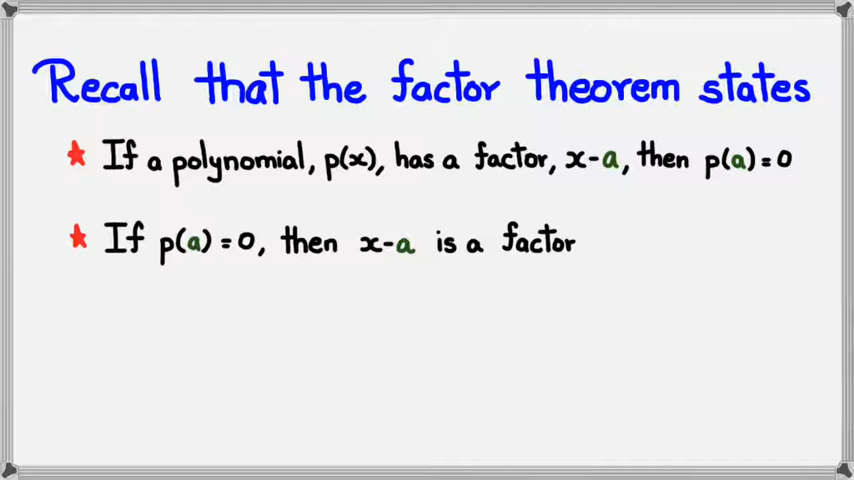 Recall that the factor theorem states
★ If a polynomial, p(x), has a factor, x-a, then p(a)=0
★ If p(a)=0, then x-a is a factor